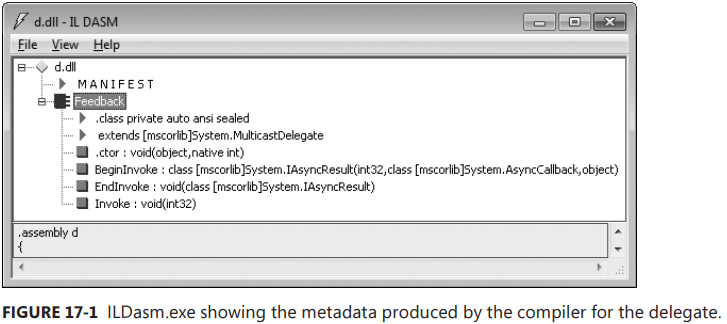 d.dll - IL DASM
File View Help
d.dll
M A N I F E S T
Feedback
.class private auto ansi sealed
extends [mscorlib]System.MulticastDelegate
.ctor : void(object,native int)
BeginInvoke : class [mscorlib]System.IAsyncResult(int32,class [mscorlib]System.AsyncCallback,object)
EndInvoke : void(class [mscorlib]System.IAsyncResult)
Invoke : void(int32)
.assembly d
{
FIGURE 17-1 ILDasm.exe showing the metadata produced by the compiler for the delegate.